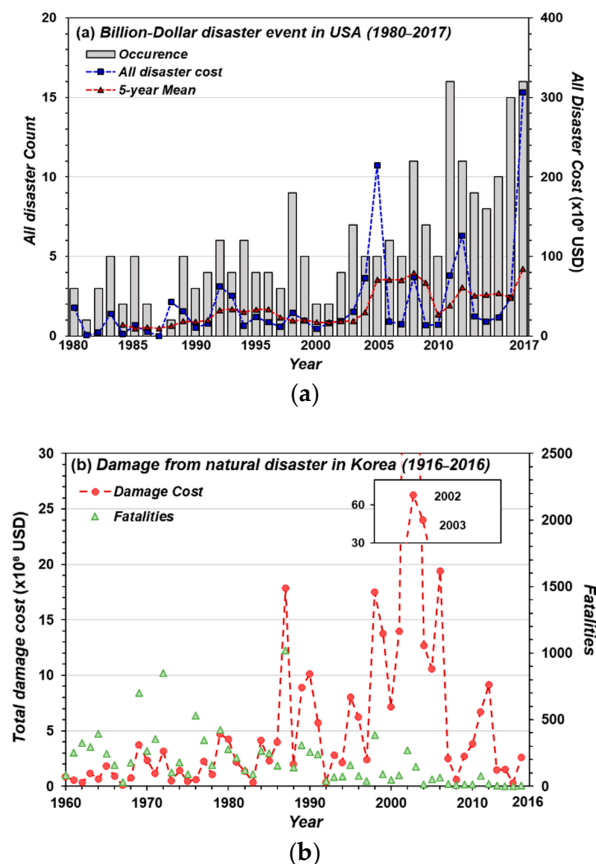 (a) Billion-Dollar disaster event in USA (1980-2017)
Occurence
All disaster cost
5-year Mean
All disaster Count
All Disaster Cost (x10⁹ USD)
20
15
10
5
0
400
300
200
100
0
1980
1985
1990
1995
2000
2005
2010
2017
Year
(a)
(b) Damage from natural disaster in Korea (1916-2016)
Damage Cost
Fatalities
60
30
2002
2003
Total damage cost (x10⁸ USD)
Fatalities
30
25
20
15
10
5
0
2500
2000
1500
1000
500
0
1960
1970
1980
1990
2000
2010
2016
Year
(b)